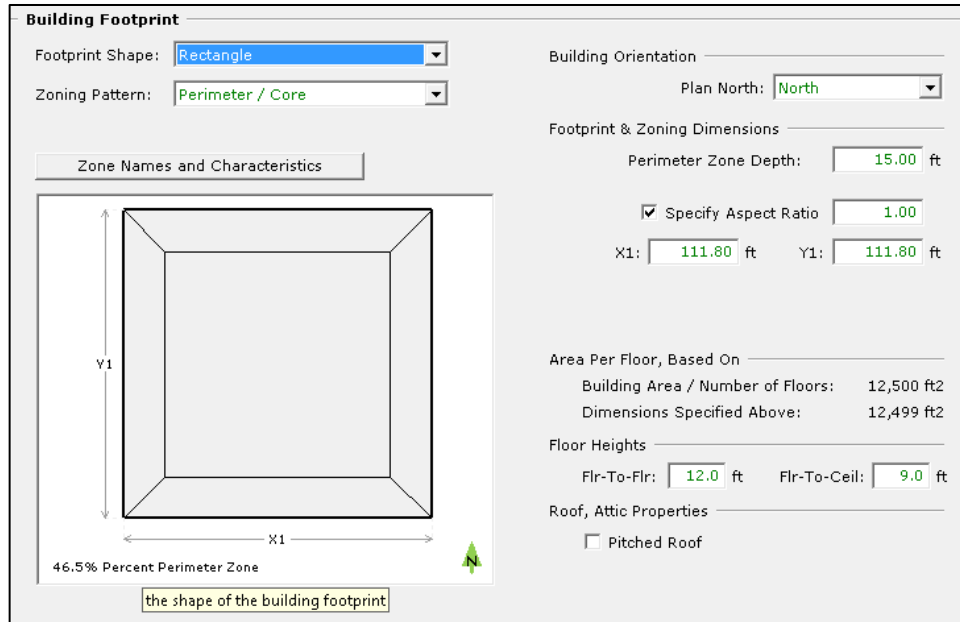 Building Footprint
Footprint Shape: Rectangle
Zoning Pattern: Perimeter / Core
Zone Names and Characteristics
Y1
X1
46.5% Percent Perimeter Zone
N
the shape of the building footprint
Building Orientation
Plan North: North
Footprint & Zoning Dimensions
Perimeter Zone Depth: 15.00 ft
Specify Aspect Ratio 1.00
X1: 111.80 ft Y1: 111.80 ft
Area Per Floor, Based On
Building Area / Number of Floors: 12,500 ft2
Dimensions Specified Above: 12,499 ft2
Floor Heights
Flr-To-Flr: 12.0 ft Flr-To-Ceil: 9.0 ft
Roof, Attic Properties
Pitched Roof